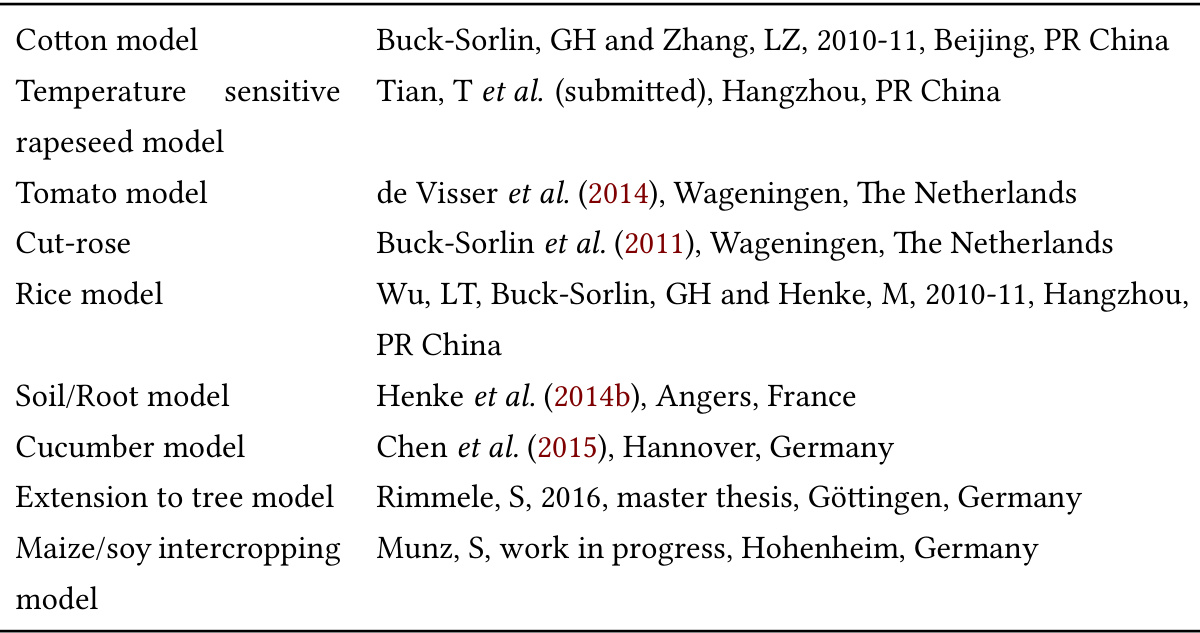 Cotton model Buck-Sorlin, GH and Zhang, LZ, 2010-11, Beijing, PR China
Temperature sensitive Tian, T et al. (submitted), Hangzhou, PR China
rapeseed model
Tomato model de Visser et al. (2014), Wageningen, The Netherlands
Cut-rose Buck-Sorlin et al. (2011), Wageningen, The Netherlands
Rice model Wu, LT, Buck-Sorlin, GH and Henke, M, 2010-11, Hangzhou,
PR China
Soil/Root model Henke et al. (2014b), Angers, France
Cucumber model Chen et al. (2015), Hannover, Germany
Extension to tree model Rimmele, S, 2016, master thesis, Göttingen, Germany
Maize/soy intercropping Munz, S, work in progress, Hohenheim, Germany
model